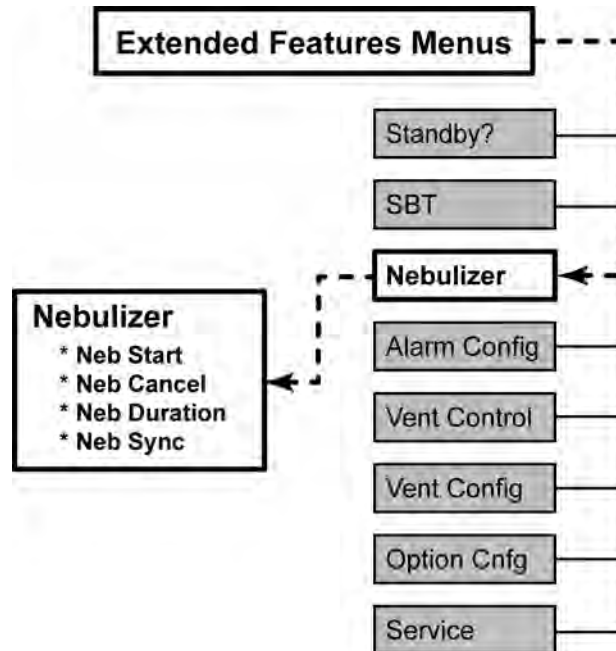 Extended Features Menus
Standby?
SBT
Nebulizer
Alarm Config
Vent Control
Vent Config
Option Cnfg
Service
Nebulizer
* Neb Start
* Neb Cancel
* Neb Duration
* Neb Sync